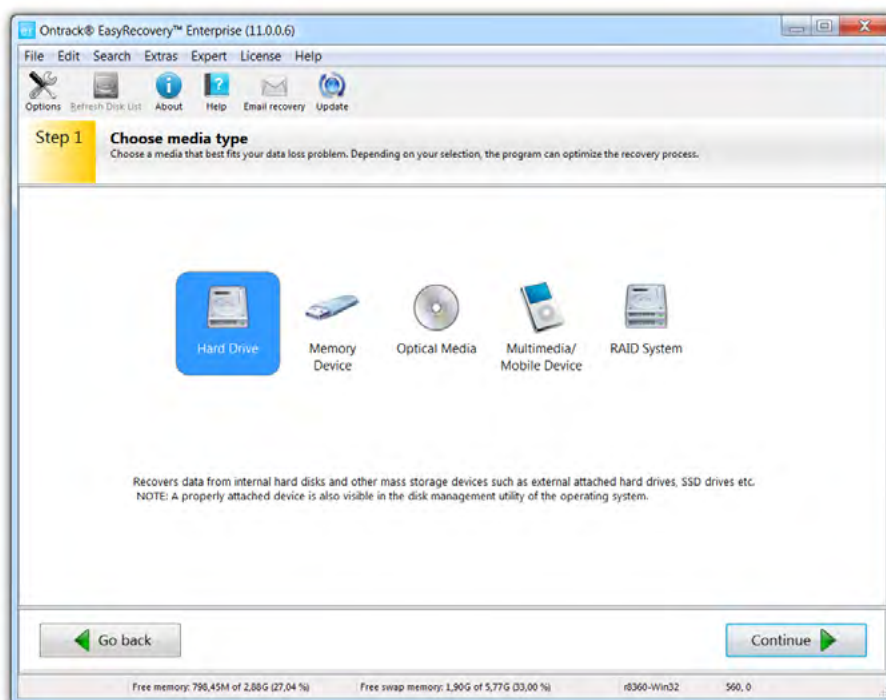 Ontrack® EasyRecovery™ Enterprise (11.0.0.6)
File Edit Search Extras Expert License Help
Options Refresh Disk List About Help Email recovery Update
Step 1
Choose media type
Choose a media that best fits your data loss problem. Depending on your selection, the program can optimize the recovery process.
Hard Drive
Memory
Device
Optical Media
Multimedia/
Mobile Device
RAID System
Recovers data from internal hard disks and other mass storage devices such as external attached hard drives, SSD drives etc.
NOTE: A properly attached device is also visible in the disk management utility of the operating system.
Go back
Continue
Free memory: 798,45M of 2,88G (27,04 %) Free swap memory: 1,90G of 5,77G (33,00 %) r8360-Win32 560, 0